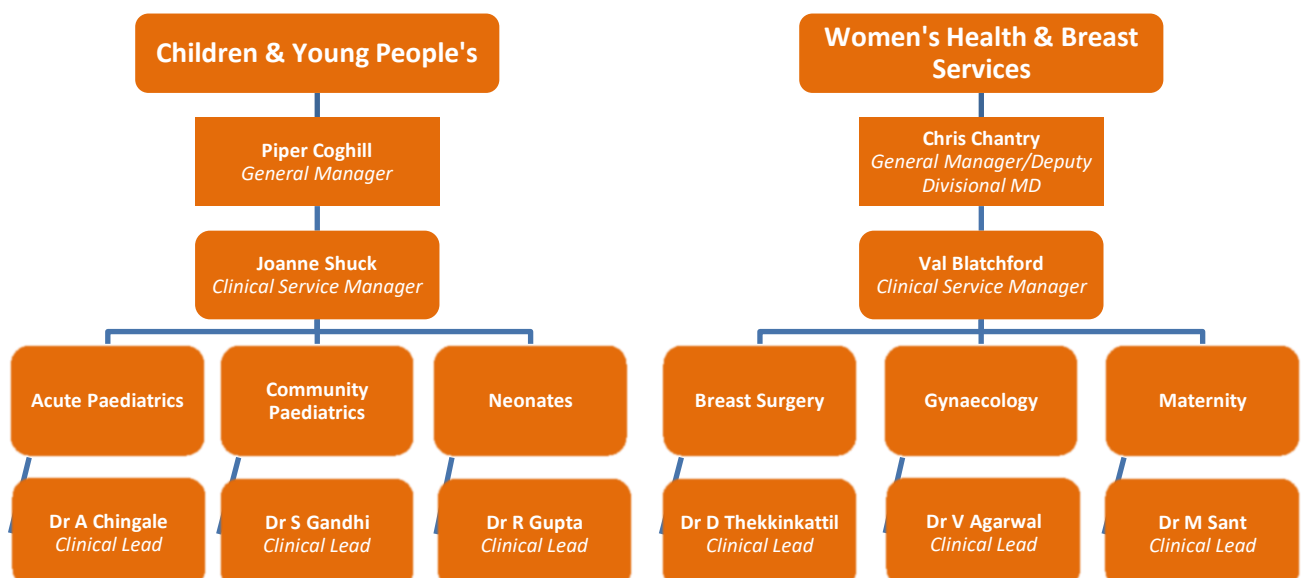 Children & Young People's
Piper Coghill
General Manager
Joanne Shuck
Clinical Service Manager
Acute Paediatrics
Community
Paediatrics
Neonates
Dr A Chingale
Clinical Lead
Dr S Gandhi
Clinical Lead
Dr R Gupta
Clinical Lead
Women's Health & Breast
Services
Chris Chantry
General Manager/Deputy
Divisional MD
Val Blatchford
Clinical Service Manager
Breast Surgery
Gynaecology
Maternity
Dr D Thekkinkattil
Clinical Lead
Dr V Agarwal
Clinical Lead
Dr M Sant
Clinical Lead